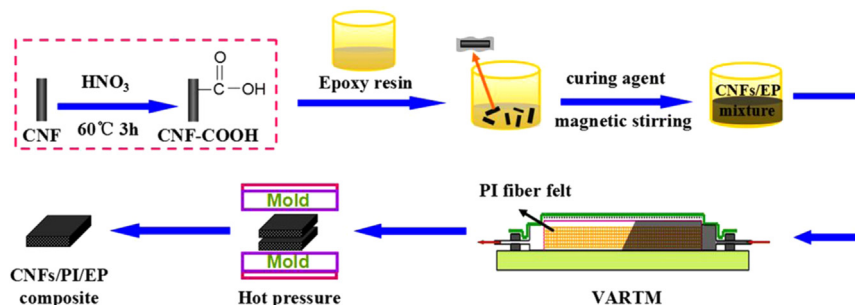 CNF
HNO3
60℃ 3h
O
C
OH
CNF-COOH
Epoxy resin
curing agent
magnetic stirring
CNFs/EP
mixture
PI fiber felt
VARTM
Mold
Mold
Hot pressure
CNFs/PI/EP
composite